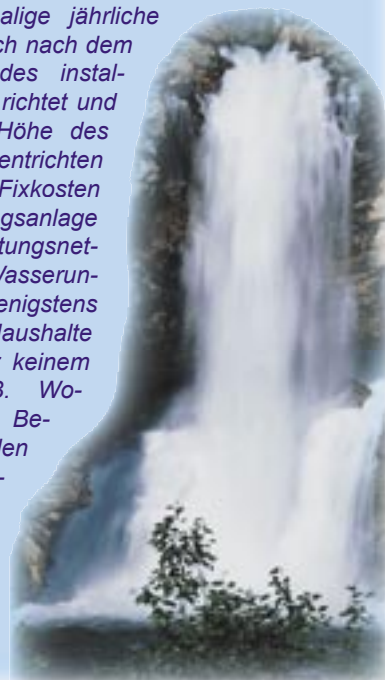 alige jährliche
ch nach dem
des instal-
richtet und
Höhe des
entrichten
Fixkosten
gsanlage
tungsnet-
Wasserun-
enigstens
Haushalte
keinem
3. Wo-
Be-
len
-